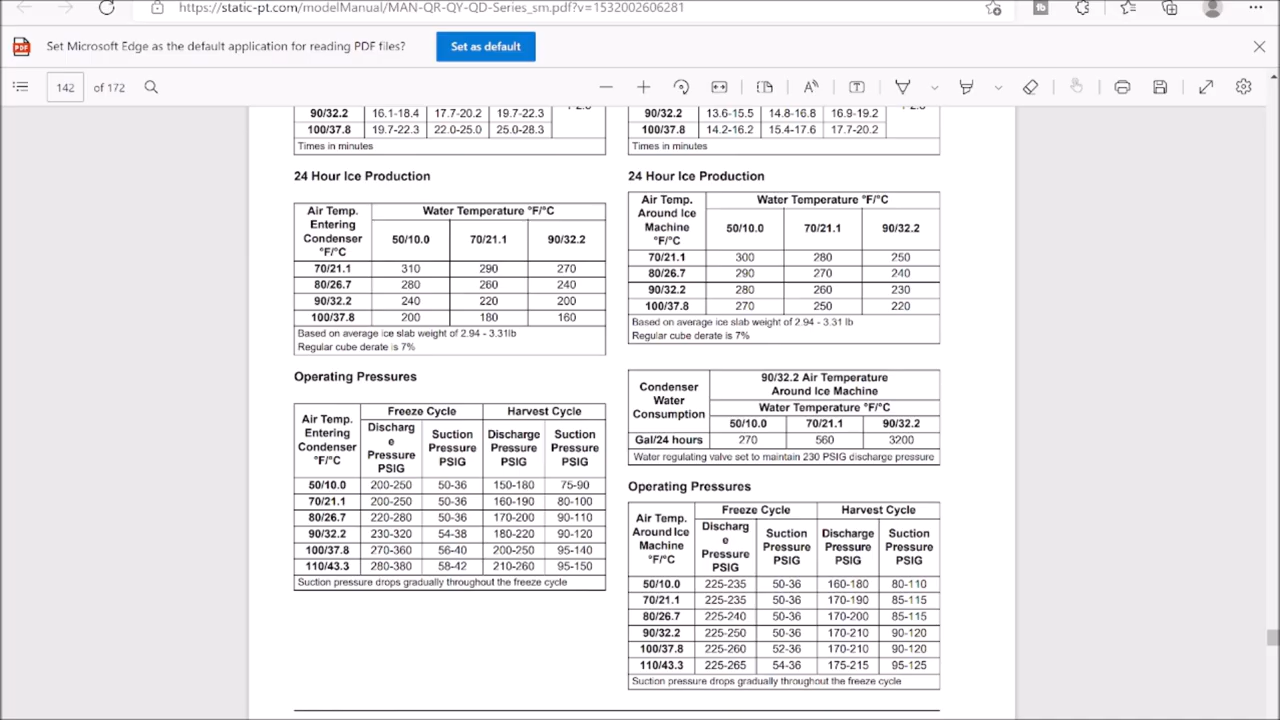 https://static-pt.com/modelManual/MAN-QR-QY-QD-Series_sm.pdf?v=1532002606281
Set Microsoft Edge as the default application for reading PDF files?
Set as default
142 of 172
90/32.2 16.1-18.4 17.7-20.2 19.7-22.3
100/37.8 19.7-22.3 22.0-25.0 25.0-28.3
Times in minutes
24 Hour Ice Production
Air Temp. Entering Condenser °F/°C
Water Temperature °F/°C
50/10.0 70/21.1 90/32.2
70/21.1 310 290 270
80/26.7 280 260 240
90/32.2 240 220 200
100/37.8 200 180 160
Based on average ice slab weight of 2.94 - 3.31lb
Regular cube derate is 7%
Operating Pressures
Air Temp. Entering Condenser °F/°C
Freeze Cycle Harvest Cycle
Discharg e Pressure PSIG Suction Pressure PSIG Discharge Pressure PSIG Suction Pressure PSIG
50/10.0 200-250 50-36 150-180 75-90
70/21.1 200-250 50-36 160-190 80-100
80/26.7 220-280 50-36 170-200 90-110
90/32.2 230-320 54-38 180-220 90-120
100/37.8 270-360 56-40 200-250 95-140
110/43.3 280-380 58-42 210-260 95-150
Suction pressure drops gradually throughout the freeze cycle
90/32.2 13.6-15.5 14.8-16.8 16.9-19.2
100/37.8 14.2-16.2 15.4-17.6 17.7-20.2
Times in minutes
24 Hour Ice Production
Air Temp. Around Ice Machine °F/°C
Water Temperature °F/°C
50/10.0 70/21.1 90/32.2
70/21.1 300 280 250
80/26.7 290 270 240
90/32.2 280 260 230
100/37.8 270 250 220
Based on average ice slab weight of 2.94 - 3.31 lb
Regular cube derate is 7%
Condenser Water Consumption
90/32.2 Air Temperature Around Ice Machine
Water Temperature °F/°C
50/10.0 70/21.1 90/32.2
Gal/24 hours 270 560 3200
Water regulating valve set to maintain 230 PSIG discharge pressure
Operating Pressures
Air Temp. Around Ice Machine °F/°C
Freeze Cycle Harvest Cycle
Discharg e Pressure PSIG Suction Pressure PSIG Discharge Pressure PSIG Suction Pressure PSIG
50/10.0 225-235 50-36 160-180 80-110
70/21.1 225-235 50-36 170-190 85-115
80/26.7 225-240 50-36 170-200 85-115
90/32.2 225-250 50-36 170-210 90-120
100/37.8 225-260 52-36 170-210 90-120
110/43.3 225-265 54-36 175-215 95-125
Suction pressure drops gradually throughout the freeze cycle